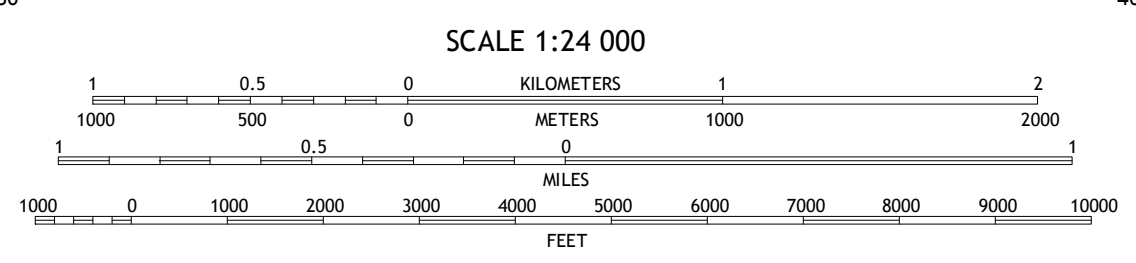 SCALE 1:24 000
1 0.5 0 KILOMETERS 1 2
1000 500 0 METERS 1000 2000
1 0.5 0 1
MILES
1000 0 1000 2000 3000 4000 5000 6000 7000 8000 9000 10000
FEET